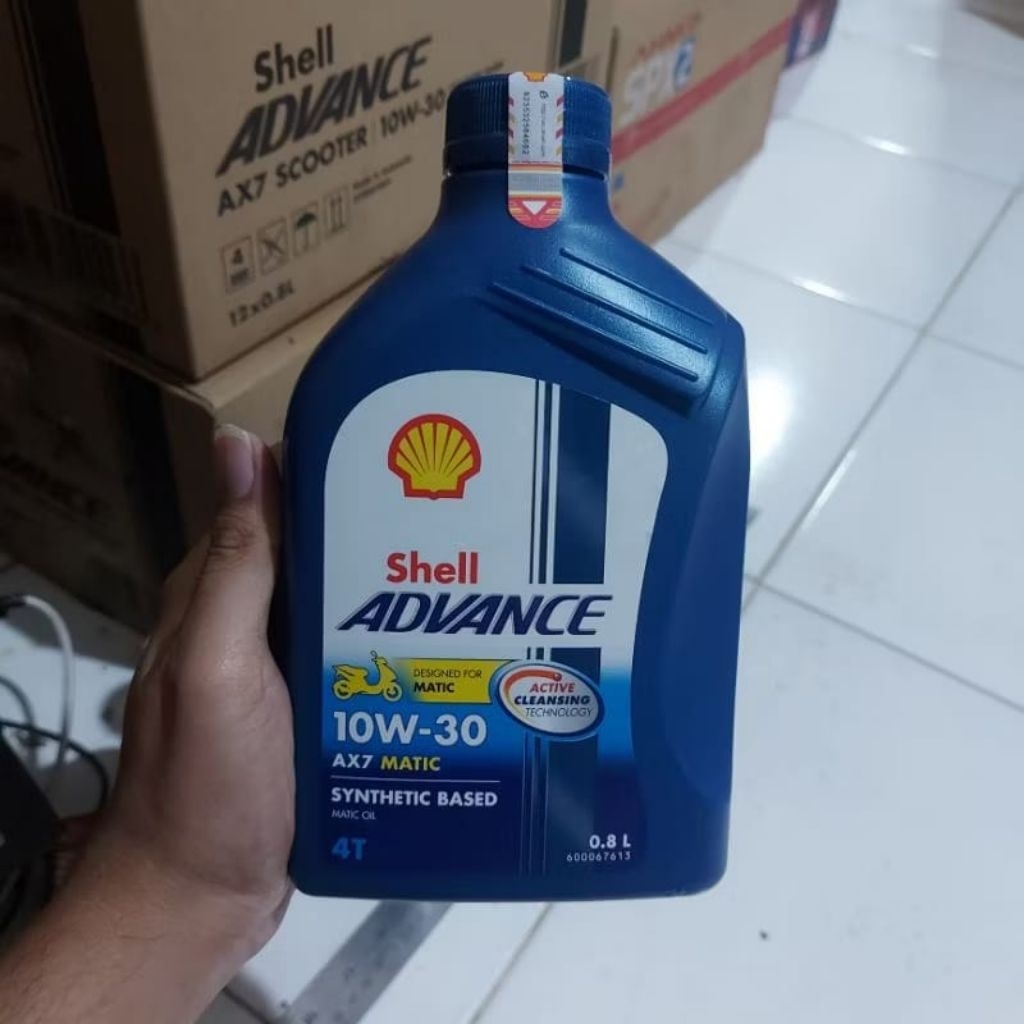 Shell
ADVANCE
AX7 SCOOTER | 10W-30
12x0.8L
4
Shell
ADVANCE
DESIGNED FOR
MATIC
ACTIVE
CLEANSING
TECHNOLOGY
10W-30
AX7 MATIC
SYNTHETIC BASED
MATIC OIL
4T
0.8 L
600067613